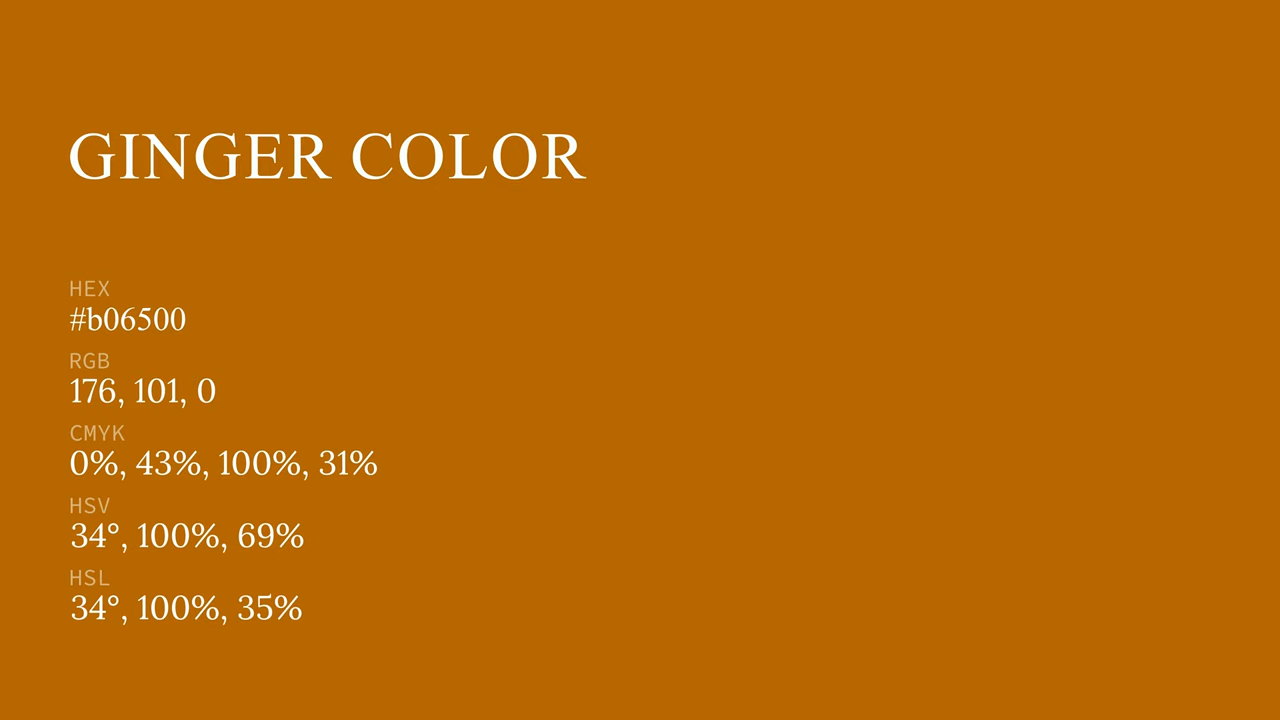 GINGER COLOR
HEX
#b06500
RGB
176, 101, 0
CMYK
0%, 43%, 100%, 31%
HSV
34°, 100%, 69%
HSL
34°, 100%, 35%